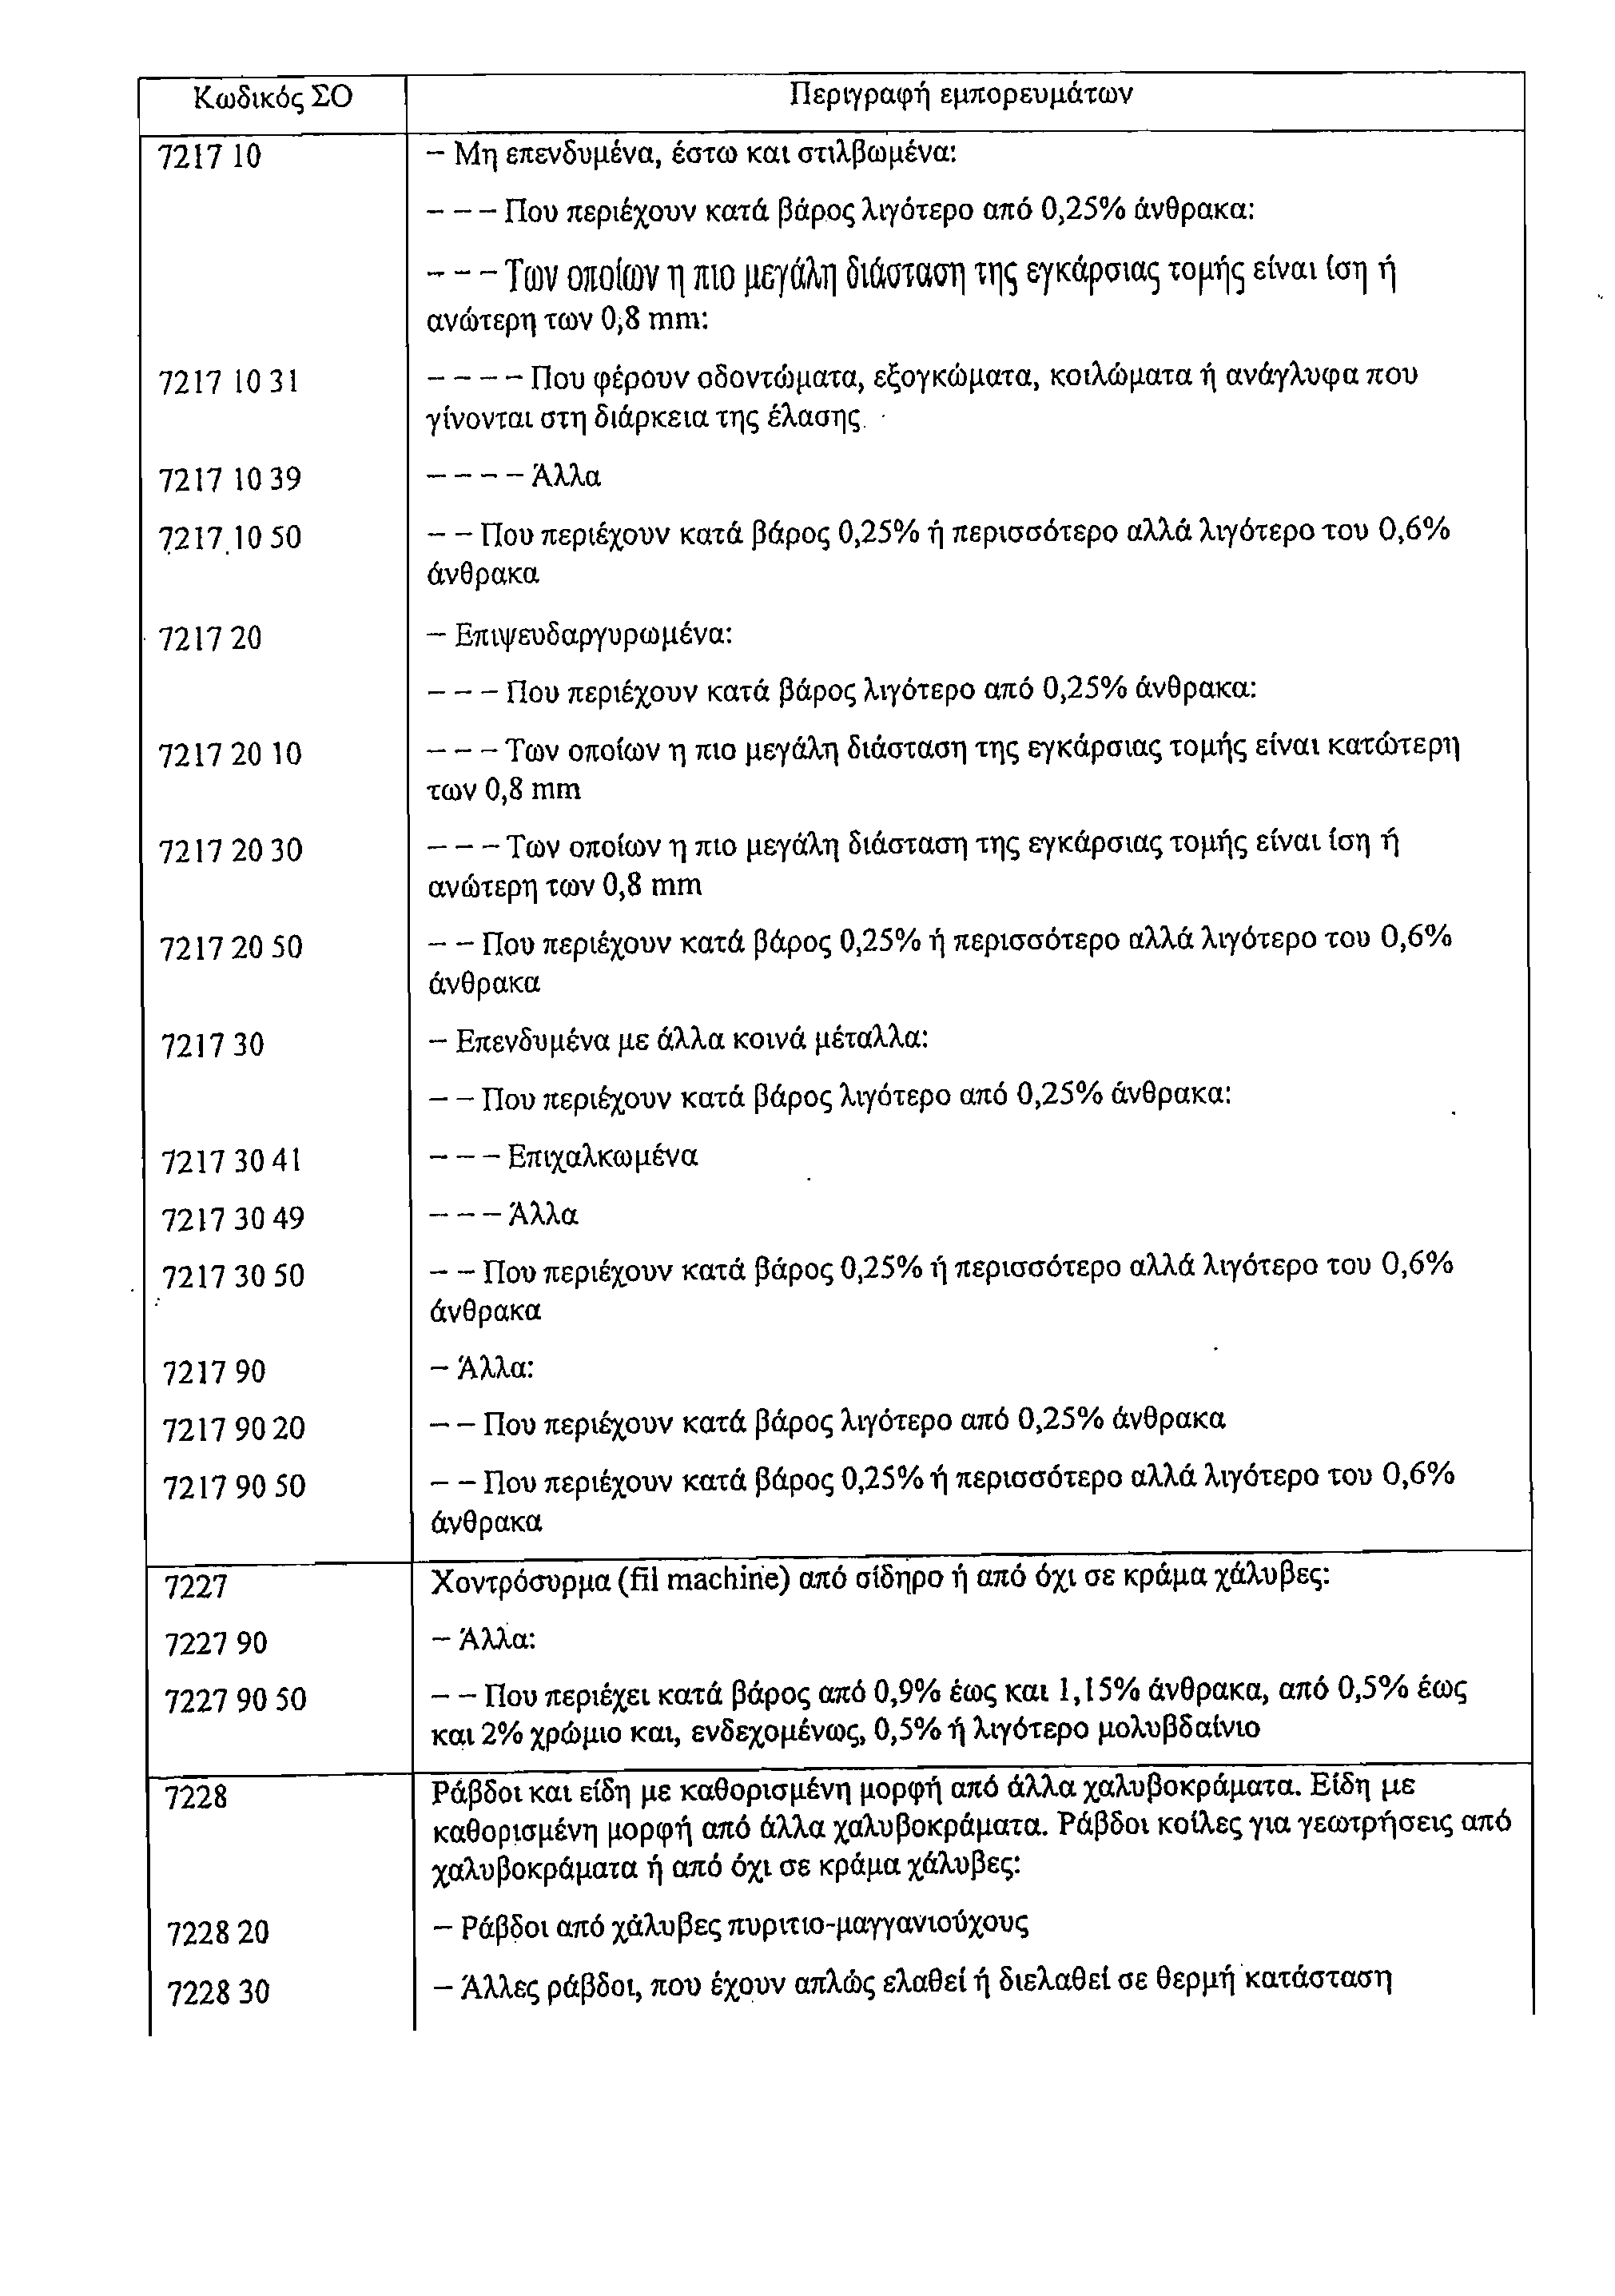 Κωδικός ΣΟ Περιγραφή εμπορευμάτων
7217 10 – Μη επενδυμένα, έστω και στιλβωμένα:
– – – Που περιέχουν κατά βάρος λιγότερο από 0,25% άνθρακα:
– – – Των οποίων η πιο μεγάλη διάσταση της εγκάρσιας τομής είναι ίση ή
ανώτερη των 0,8 mm:
7217 10 31 – – – – Που φέρουν οδοντώματα, εξογκώματα, κοιλώματα ή ανάγλυφα που
γίνονται στη διάρκεια της έλασης
7217 10 39 – – – – Άλλα
7217 10 50 – – Που περιέχουν κατά βάρος 0,25% ή περισσότερο αλλά λιγότερο του 0,6%
άνθρακα
7217 20 – Επιψευδαργυρωμένα:
– – – Που περιέχουν κατά βάρος λιγότερο από 0,25% άνθρακα:
7217 20 10 – – – Των οποίων η πιο μεγάλη διάσταση της εγκάρσιας τομής είναι κατώτερη
των 0,8 mm
7217 20 30 – – – Των οποίων η πιο μεγάλη διάσταση της εγκάρσιας τομής είναι ίση ή
ανώτερη των 0,8 mm
7217 20 50 – – Που περιέχουν κατά βάρος 0,25% ή περισσότερο αλλά λιγότερο του 0,6%
άνθρακα
7217 30 – Επενδυμένα με άλλα κοινά μέταλλα:
– – Που περιέχουν κατά βάρος λιγότερο από 0,25% άνθρακα:
7217 30 41 – – – Επιχαλκωμένα
7217 30 49 – – – Άλλα
7217 30 50 – – Που περιέχουν κατά βάρος 0,25% ή περισσότερο αλλά λιγότερο του 0,6%
άνθρακα
7217 90 – Άλλα:
7217 90 20 – – Που περιέχουν κατά βάρος λιγότερο από 0,25% άνθρακα
7217 90 50 – – Που περιέχουν κατά βάρος 0,25% ή περισσότερο αλλά λιγότερο του 0,6%
άνθρακα
7227 Χοντρόσυρμα (fil machine) από σίδηρο ή από όχι σε κράμα χάλυβες:
7227 90 – Άλλα:
7227 90 50 – – Που περιέχει κατά βάρος από 0,9% έως και 1,15% άνθρακα, από 0,5% έως
και 2% χρώμιο και, ενδεχομένως, 0,5% ή λιγότερο μολυβδαίνιο
7228 Ράβδοι και είδη με καθορισμένη μορφή από άλλα χαλυβοκράματα. Είδη με
καθορισμένη μορφή από άλλα χαλυβοκράματα. Ράβδοι κοίλες για γεωτρήσεις από
χαλυβοκράματα ή από όχι σε κράμα χάλυβες:
7228 20 – Ράβδοι από χάλυβες πυριτιο-μαγγανιούχους
7228 30 – Άλλες ράβδοι, που έχουν απλώς ελαθεί ή διελαθεί σε θερμή κατάσταση